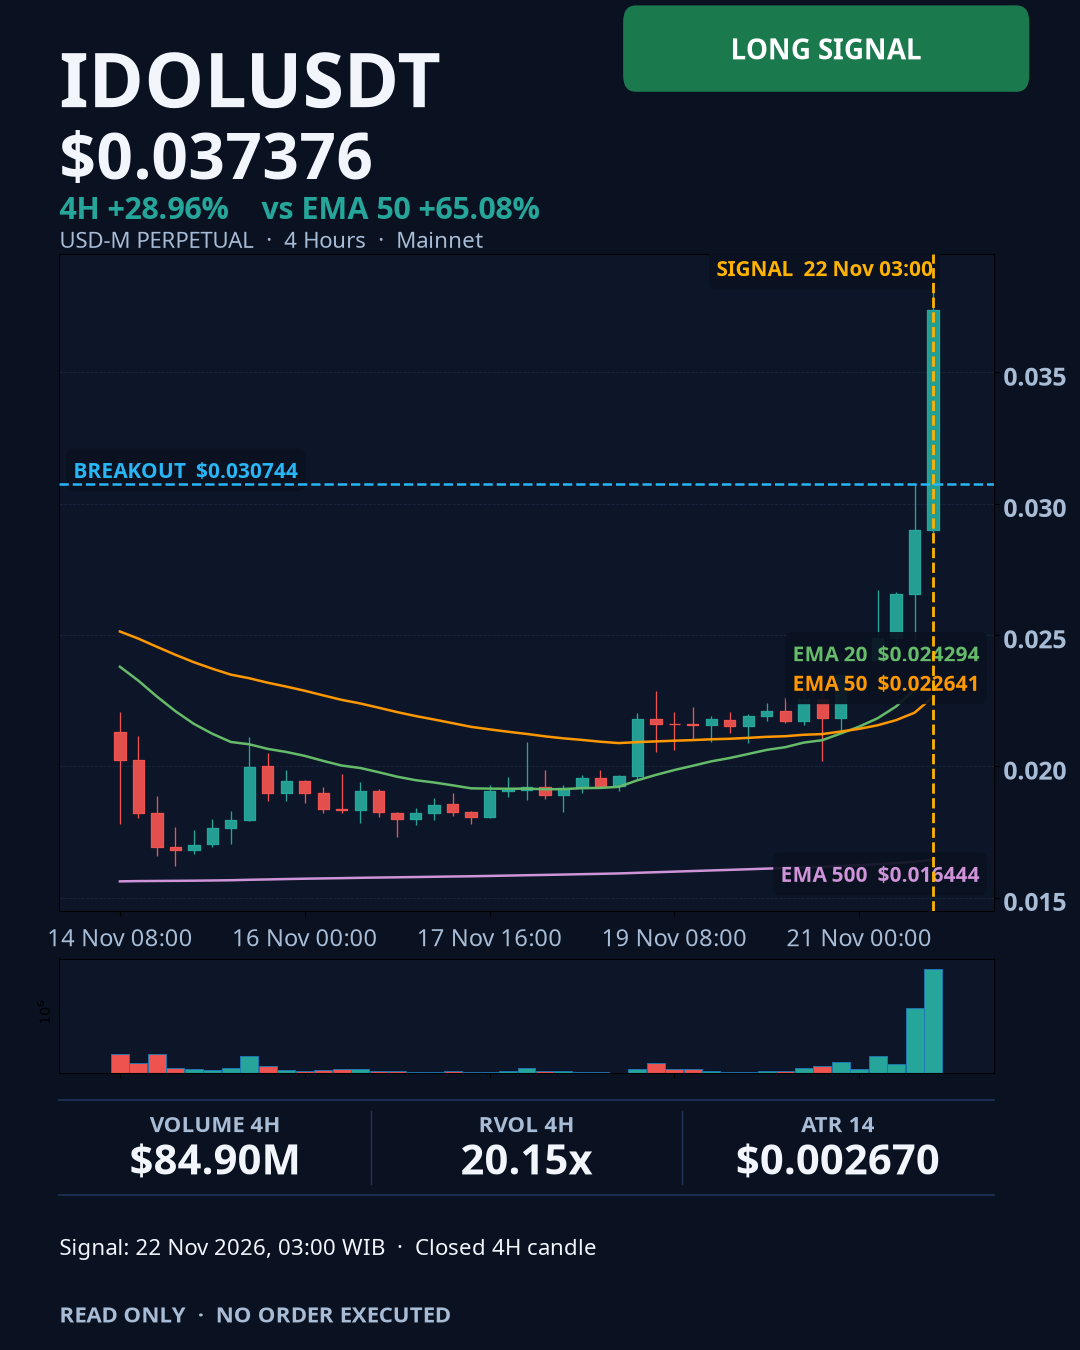 LONG SIGNAL
IDOLUSDT
$0.037376
4H +28.96% vs EMA 50 +65.08%
USD-M PERPETUAL · 4 Hours · Mainnet
SIGNAL 22 Nov 03:00
0.035
BREAKOUT $0.030744
0.030
0.025
EMA 20 $0.024294
EMA 50 $0.022641
0.020
EMA 500 $0.016444
0.015
14 Nov 08:00 16 Nov 00:00 17 Nov 16:00 19 Nov 08:00 21 Nov 00:00
10⁶
VOLUME 4H RVOL 4H ATR 14
$84.90M 20.15x $0.002670
Signal: 22 Nov 2026, 03:00 WIB · Closed 4H candle
READ ONLY · NO ORDER EXECUTED